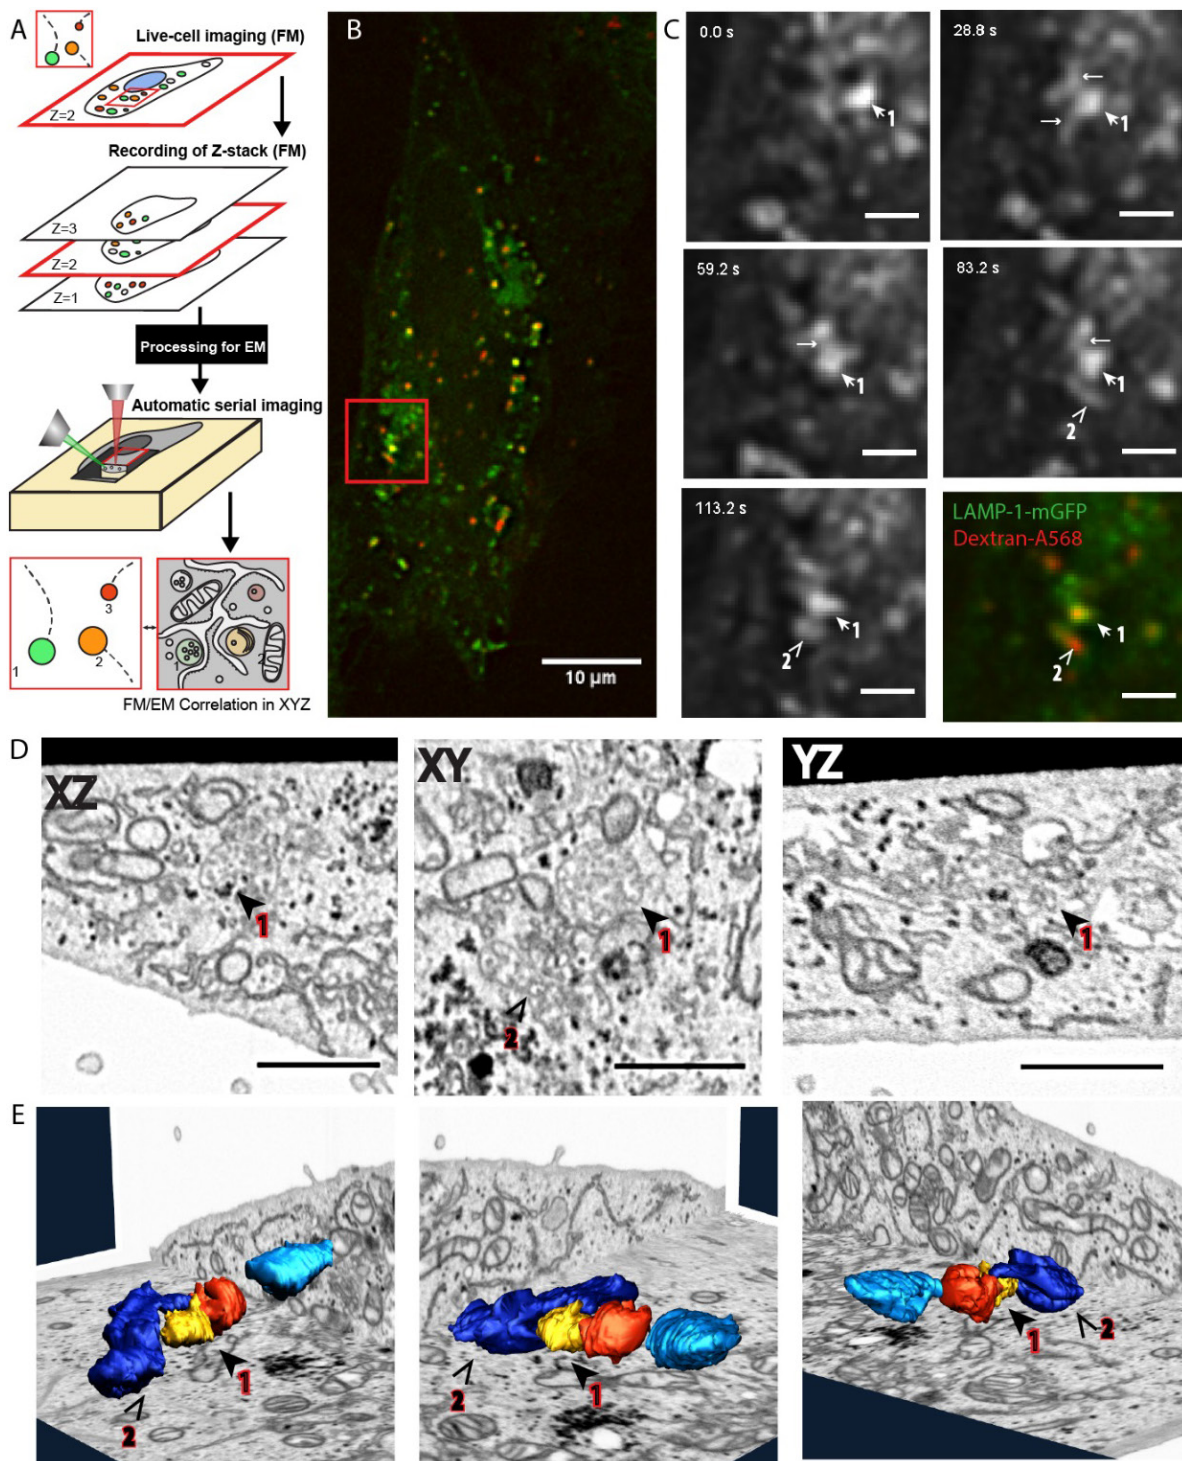 A
Live-cell imaging (FM)
Z=2
Recording of Z-stack (FM)
Z=3
Z=2
Z=1
Processing for EM
Automatic serial imaging
3
1
2
1
2
FM/EM Correlation in XYZ
B
10 µm
C
0.0 s
1
28.8 s
1
59.2 s
1
83.2 s
1
2
113.2 s
1
2
LAMP-1-mGFP
Dextran-A568
1
2
D
XZ
1
XY
1
2
YZ
1
E
1
2
2
1
1
2